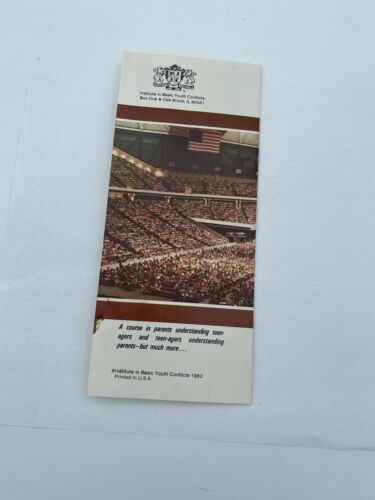 Institute in Basic Youth Conflicts
Box One • Oak Brook, IL 60521
A course in parents understanding teen-
agers and teen-agers understanding
parents—but much more...
Institute in Basic Youth Conflicts 1982
Printed in U.S.A.